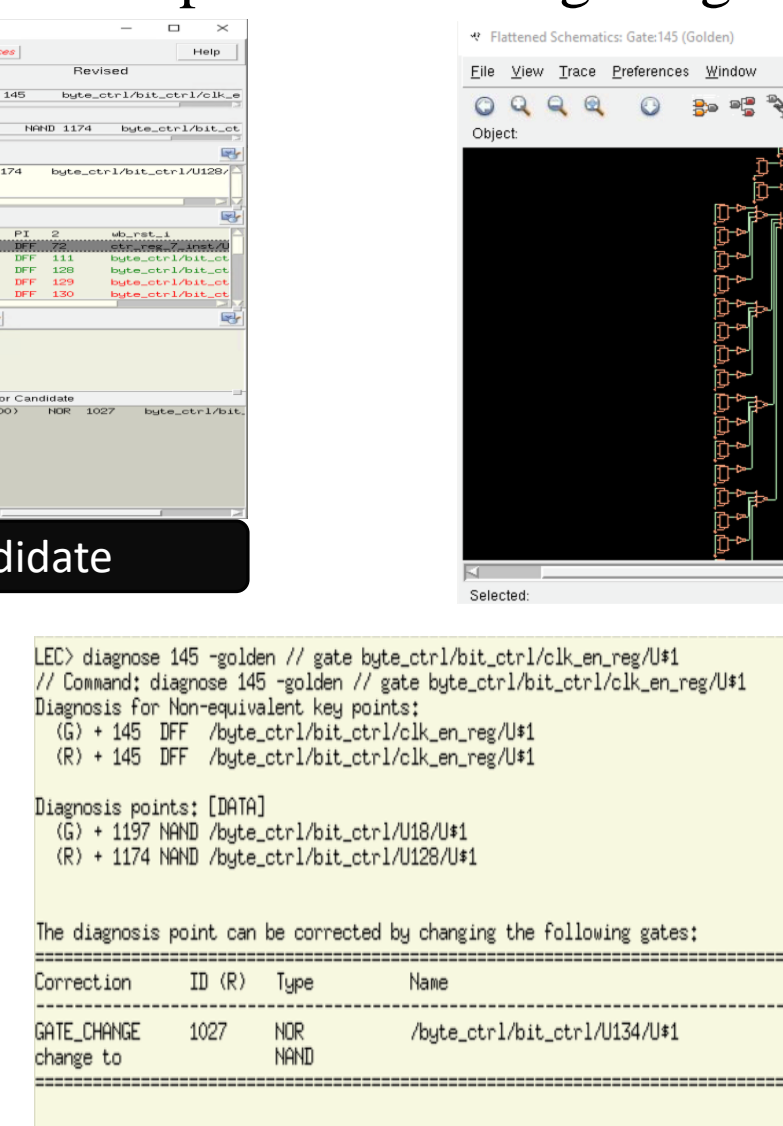 Help
Revised
145 byte_ctrl/bit_ctrl/clk_e
NAND 1174 byte_ctrl/bit_ct
174 byte_ctrl/bit_ctrl/U128/
PI 2 wb_rst_i
DFF 72 ctr_reg_7_inst/U
DFF 111 byte_ctrl/bit_ct
DFF 128 byte_ctrl/bit_ct
DFF 129 byte_ctrl/bit_ct
DFF 130 byte_ctrl/bit_ct
or Candidate
00) NOR 1027 byte_ctrl/bit_
didate
Flattened Schematics: Gate:145 (Golden)
File View Trace Preferences Window
Object:
Selected:
LEC> diagnose 145 -golden // gate byte_ctrl/bit_ctrl/clk_en_reg/U$1
// Command: diagnose 145 -golden // gate byte_ctrl/bit_ctrl/clk_en_reg/U$1
Diagnosis for Non-equivalent key points:
(G) + 145 DFF /byte_ctrl/bit_ctrl/clk_en_reg/U$1
(R) + 145 DFF /byte_ctrl/bit_ctrl/clk_en_reg/U$1
Diagnosis points: [DATA]
(G) + 1197 NAND /byte_ctrl/bit_ctrl/U18/U$1
(R) + 1174 NAND /byte_ctrl/bit_ctrl/U128/U$1
The diagnosis point can be corrected by changing the following gates:
Correction ID (R) Type Name
GATE_CHANGE 1027 NOR /byte_ctrl/bit_ctrl/U134/U$1
change to NAND